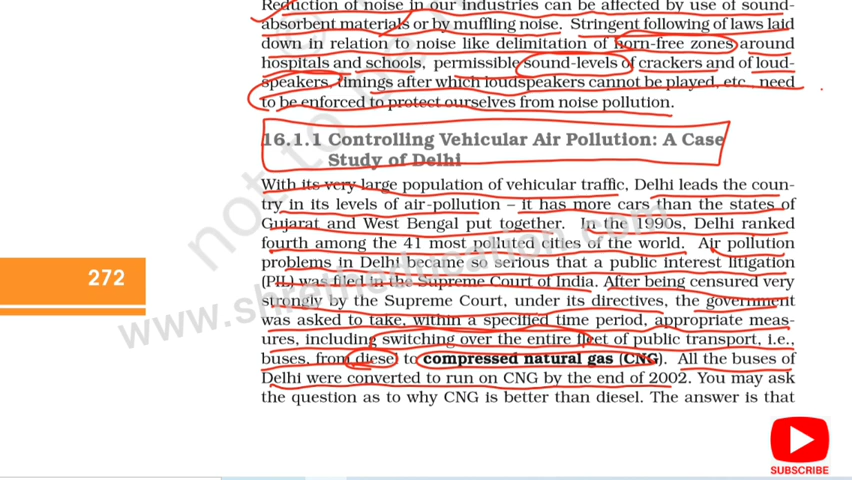 Reduction of noise in our industries can be affected by use of sound-
absorbent materials or by muffling noise. Stringent following of laws laid
down in relation to noise like delimitation of horn-free zones around
hospitals and schools, permissible sound-levels of crackers and of loud-
speakers, timings after which loudspeakers cannot be played, etc., need
to be enforced to protect ourselves from noise pollution.
16.1.1 Controlling Vehicular Air Pollution: A Case
Study of Delhi
With its very large population of vehicular traffic, Delhi leads the coun-
try in its levels of air-pollution – it has more cars than the states of
Gujarat and West Bengal put together. In the 1990s, Delhi ranked
fourth among the 41 most polluted cities of the world. Air pollution
problems in Delhi became so serious that a public interest litigation
(PIL) was filed in the Supreme Court of India. After being censured very
strongly by the Supreme Court, under its directives, the government
was asked to take, within a specified time period, appropriate meas-
ures, including switching over the entire fleet of public transport, i.e.,
buses, from diesel to compressed natural gas (CNG). All the buses of
Delhi were converted to run on CNG by the end of 2002. You may ask
the question as to why CNG is better than diesel. The answer is that
272
not to be
SUBSCRIBE